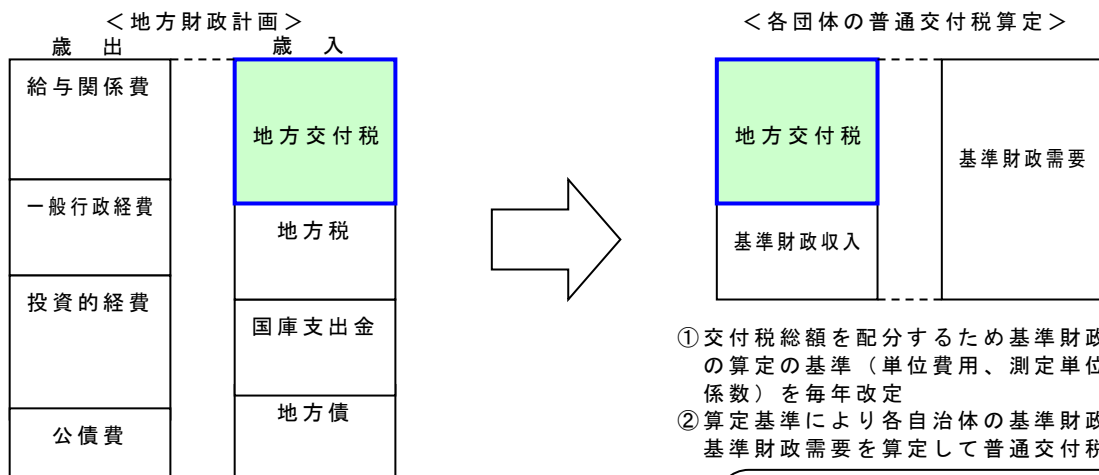 ＜地方財政計画＞
歳　出
歳　入
給与関係費
一般行政経費
投資的経費
公債費
地方交付税
地方税
国庫支出金
地方債
＜各団体の普通交付税算定＞
地方交付税
基準財政収入
基準財政需要
①交付税総額を配分するため基準財政
の算定の基準（単位費用、測定単位
係数）を毎年改定
②算定基準により各自治体の基準財政
基準財政需要を算定して普通交付税